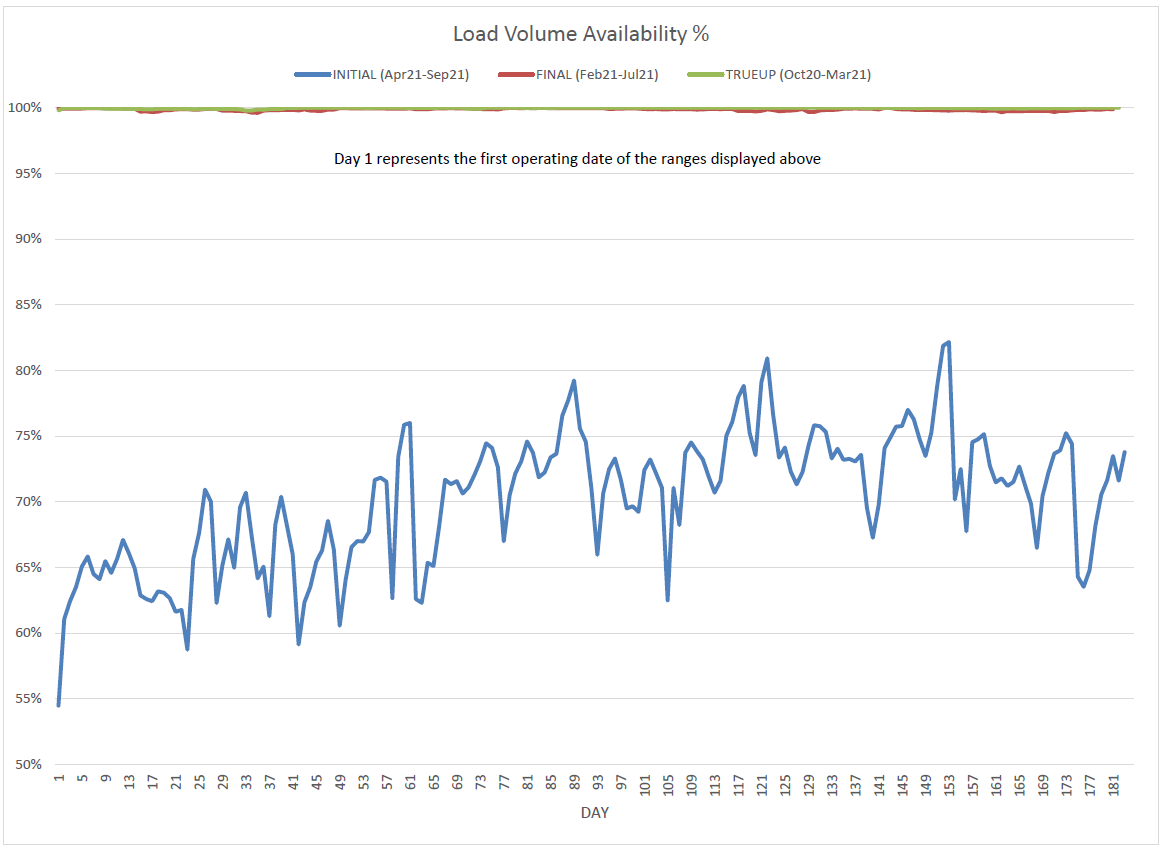 Load Volume Availability %
INITIAL (Apr21-Sep21) FINAL (Feb21-Jul21) TRUEUP (Oct20-Mar21)
100%
Day 1 represents the first operating date of the ranges displayed above
95%
90%
85%
80%
75%
70%
65%
60%
55%
50%
1 5 9 13 17 21 25 29 33 37 41 45 49 53 57 61 65 69 73 77 81 85 89 93 97 101 105 109 113 117 121 125 129 133 137 141 145 149 153 157 161 165 169 173 177 181
DAY